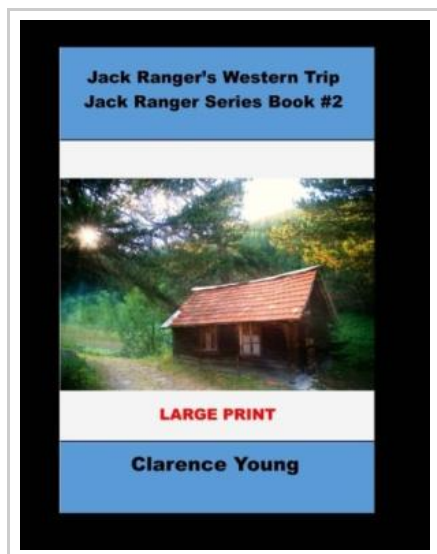 Jack Ranger's Western Trip
Jack Ranger Series Book #2
LARGE PRINT
Clarence Young